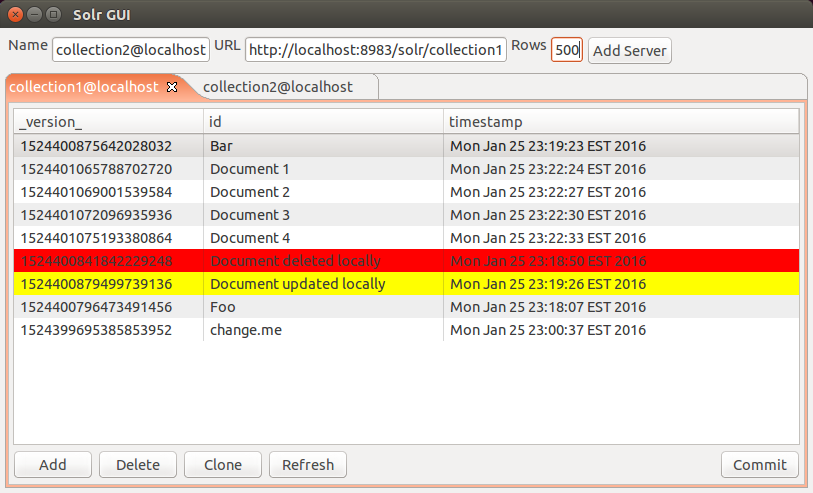 Solr GUI
Name collection2@localhost URL http://localhost:8983/solr/collection1 Rows 500 Add Server
collection1@localhost collection2@localhost
_version_ id timestamp
1524400875642028032 Bar Mon Jan 25 23:19:23 EST 2016
1524401065788702720 Document 1 Mon Jan 25 23:22:24 EST 2016
1524401069001539584 Document 2 Mon Jan 25 23:22:27 EST 2016
1524401072096935936 Document 3 Mon Jan 25 23:22:30 EST 2016
1524401075193380864 Document 4 Mon Jan 25 23:22:33 EST 2016
1524400841842229248 Document deleted locally Mon Jan 25 23:18:50 EST 2016
1524400879499739136 Document updated locally Mon Jan 25 23:19:26 EST 2016
1524400796473491456 Foo Mon Jan 25 23:18:07 EST 2016
1524399695385853952 change.me Mon Jan 25 23:00:37 EST 2016
Add Delete Clone Refresh Commit